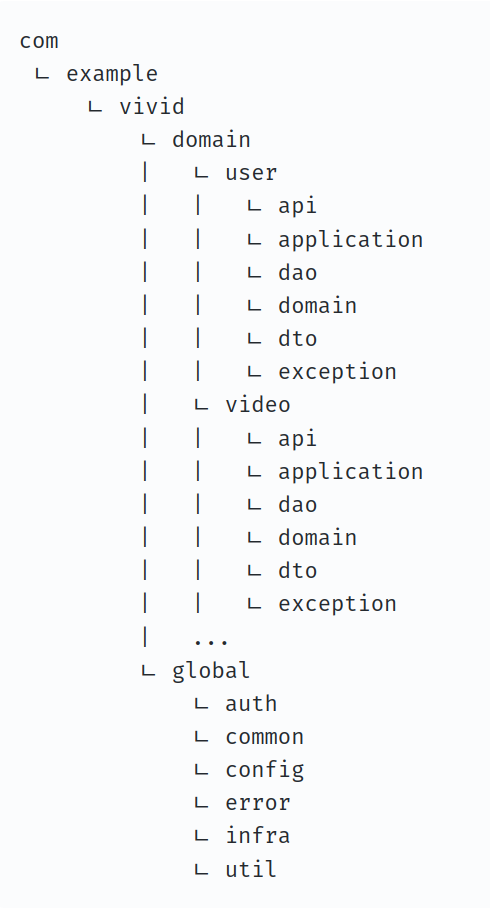 com
 ㄴ example
     ㄴ vivid
         ㄴ domain
         |   ㄴ user
         |   |   ㄴ api
         |   |   ㄴ application
         |   |   ㄴ dao
         |   |   ㄴ domain
         |   |   ㄴ dto
         |   |   ㄴ exception
         |   ㄴ video
         |   |   ㄴ api
         |   |   ㄴ application
         |   |   ㄴ dao
         |   |   ㄴ domain
         |   |   ㄴ dto
         |   |   ㄴ exception
         |   ...
         ㄴ global
             ㄴ auth
             ㄴ common
             ㄴ config
             ㄴ error
             ㄴ infra
             ㄴ util